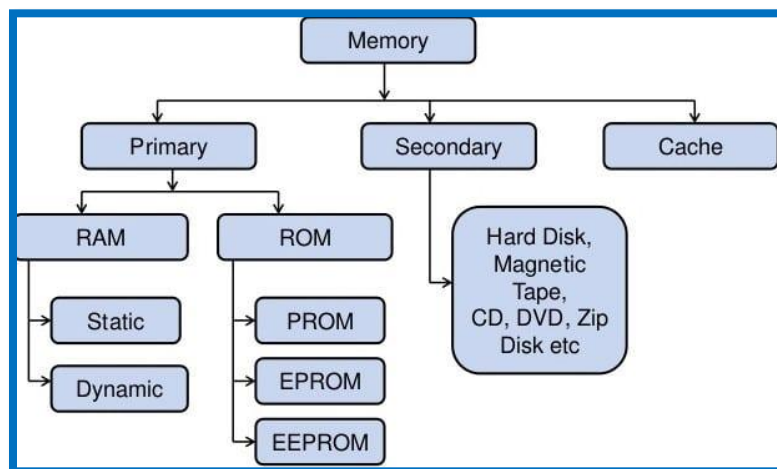 Memory
Primary
Secondary
Cache
RAM
ROM
Hard Disk,
Magnetic
Tape,
CD, DVD, Zip
Disk etc
Static
PROM
Dynamic
EPROM
EEPROM